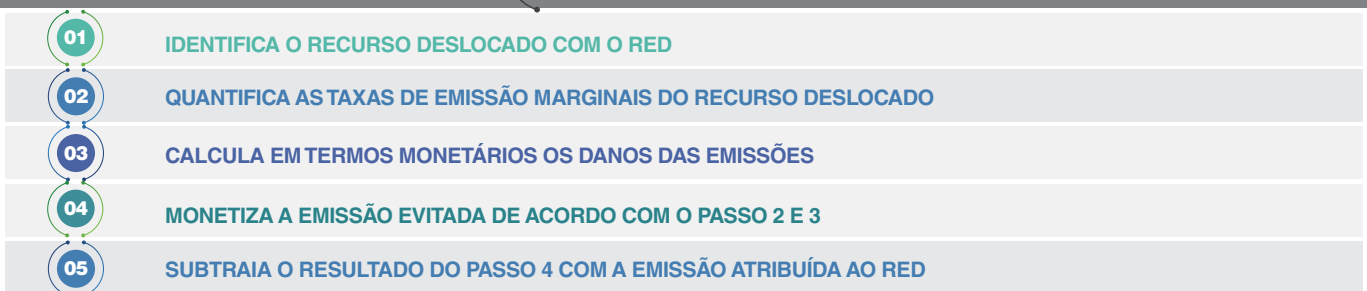 01 IDENTIFICA O RECURSO DESLOCADO COM O RED
02 QUANTIFICA AS TAXAS DE EMISSÃO MARGINAIS DO RECURSO DESLOCADO
03 CALCULA EM TERMOS MONETÁRIOS OS DANOS DAS EMISSÕES
04 MONETIZA A EMISSÃO EVITADA DE ACORDO COM O PASSO 2 E 3
05 SUBTRAIA O RESULTADO DO PASSO 4 COM A EMISSÃO ATRIBUÍDA AO RED